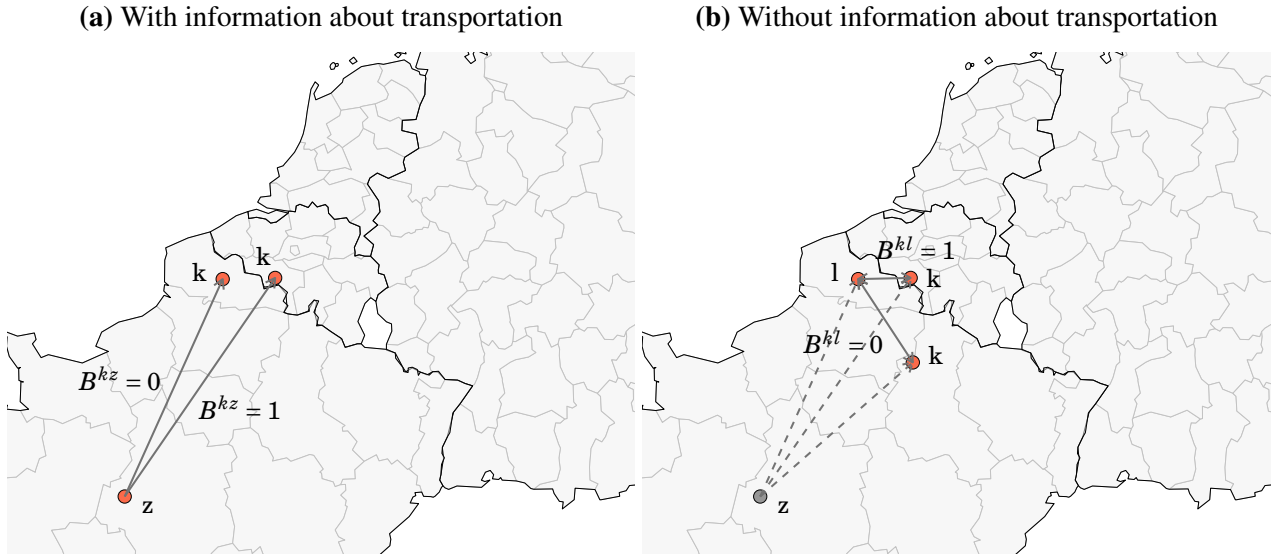 (a) With information about transportation
(b) Without information about transportation
k
k
B^{kz} = 0
B^{kz} = 1
z
B^{kl} = 1
l
k
B^{kl} = 0
k
z